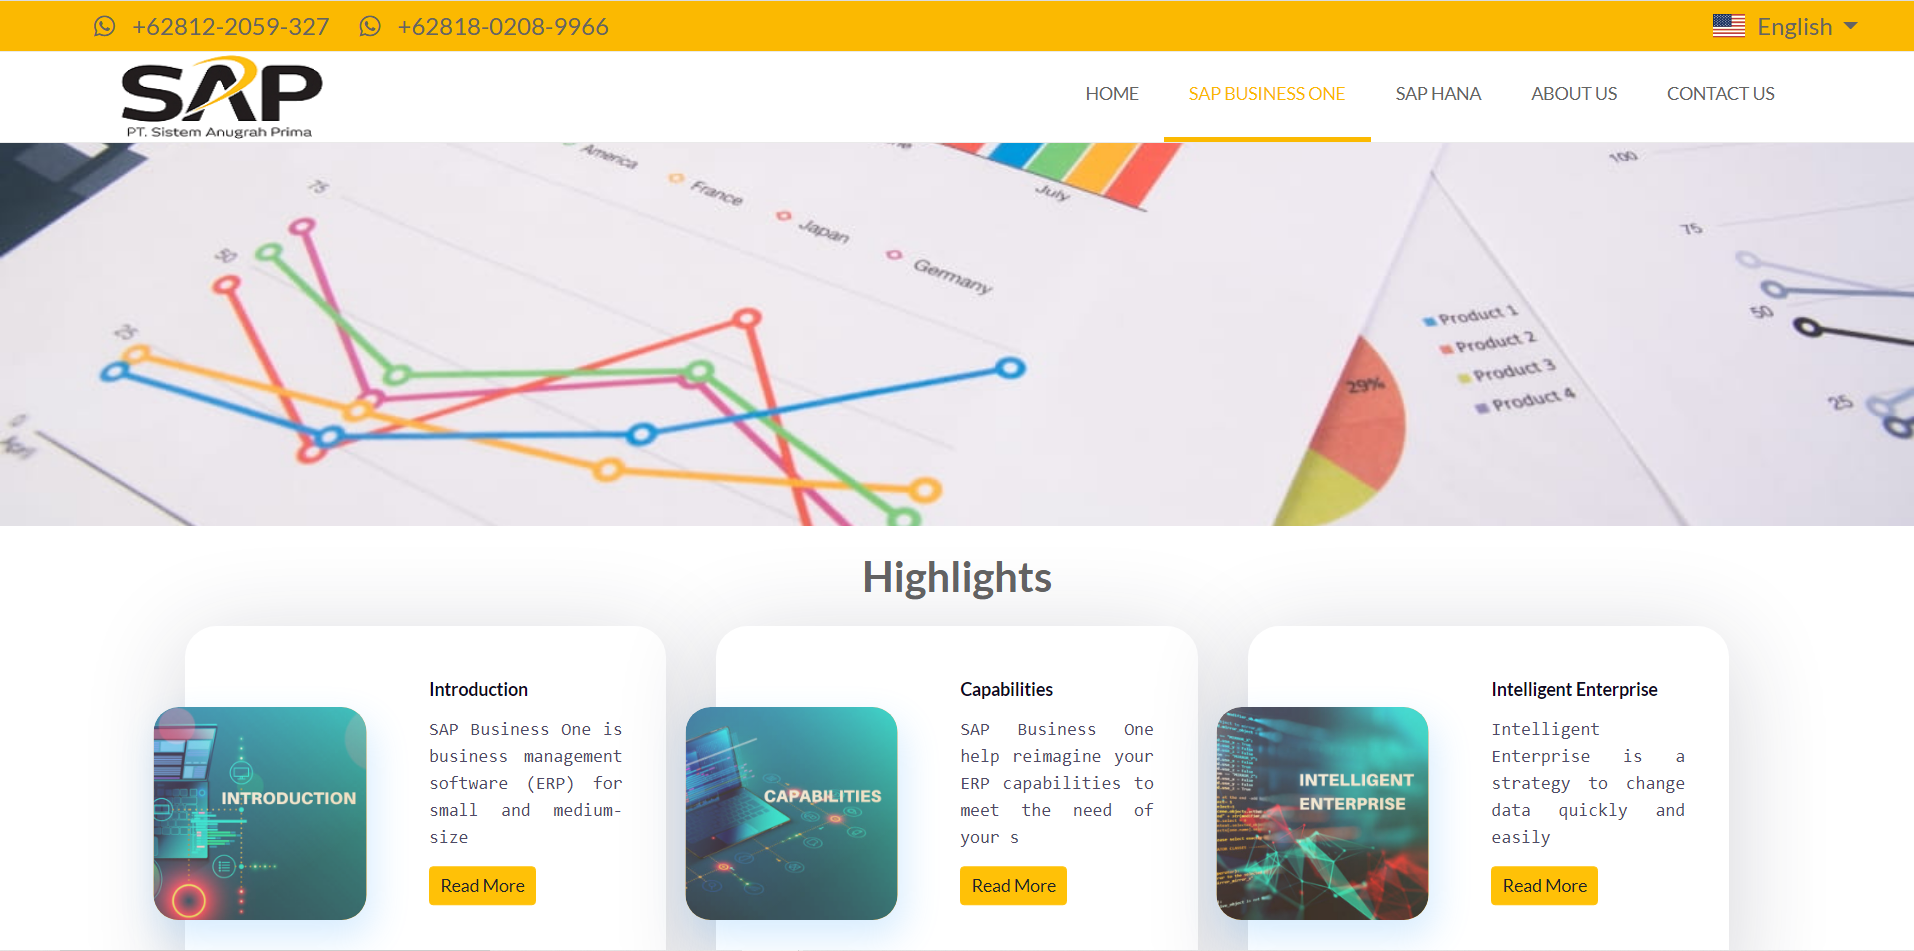 +62812-2059-327 +62818-0208-9966 English
SAP
PT. Sistem Anugrah Prima
HOME SAP BUSINESS ONE SAP HANA ABOUT US CONTACT US
America
France
Japan
Germany
July
75
50
25
0
April
100
75
50
25
29%
Product 1
Product 2
Product 3
Product 4
Highlights
INTRODUCTION
Introduction
SAP Business One is
business management
software (ERP) for
small and medium-
size
Read More
CAPABILITIES
Capabilities
SAP Business One
help reimagine your
ERP capabilities to
meet the need of
your s
Read More
INTELLIGENT
ENTERPRISE
Intelligent Enterprise
Intelligent
Enterprise is a
strategy to change
data quickly and
easily
Read More